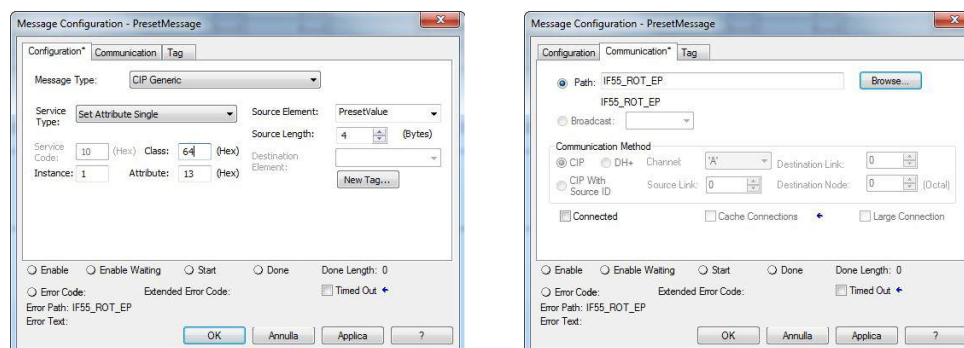 Message Configuration - PresetMessage
Configuration* Communication Tag
Message Type: CIP Generic
Service Type: Set Attribute Single
Source Element: PresetValue
Source Length: 4 (Bytes)
Service Code: 10 (Hex) Class: 64 (Hex)
Destination Element:
Instance: 1 Attribute: 13 (Hex)
New Tag...
Enable Enable Waiting Start Done Done Length: 0
Error Code: Extended Error Code: Timed Out
Error Path: IF55_ROT_EP
Error Text:
OK Annulla Applica ?
Message Configuration - PresetMessage
Configuration Communication* Tag
Path: IF55_ROT_EP Browse...
IF55_ROT_EP
Broadcast:
Communication Method
CIP DH+ Channel: 'A' Destination Link: 0
CIP With Source ID Source Link: 0 Destination Node: 0 (Octal)
Connected Cache Connections Large Connection
Enable Enable Waiting Start Done Done Length: 0
Error Code: Extended Error Code: Timed Out
Error Path: IF55_ROT_EP
Error Text:
OK Annulla Applica ?